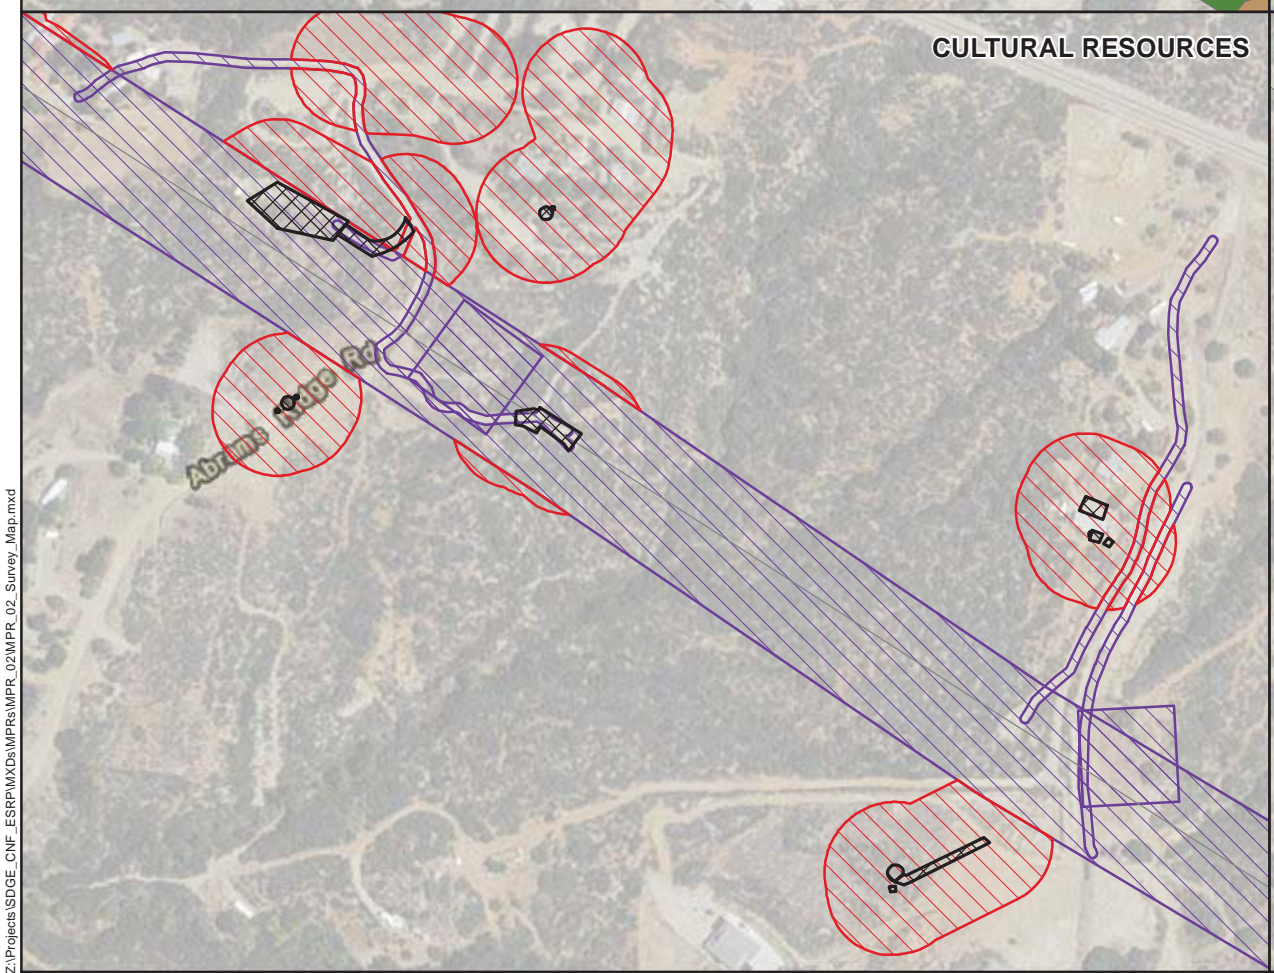 CULTURAL RESOURCES
Abrams Ridge Rd
Z:\Projects\SDGE_CNF_ESRP\MXDs\MPRs\MPR_02\MPR_02_Survey_Map.mxd